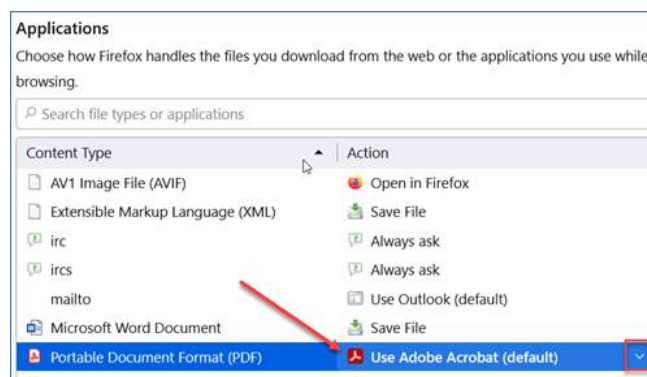 Applications
Choose how Firefox handles the files you download from the web or the applications you use while
browsing.
Search file types or applications
Content Type Action
AV1 Image File (AVIF) Open in Firefox
Extensible Markup Language (XML) Save File
irc Always ask
ircs Always ask
mailto Use Outlook (default)
Microsoft Word Document Save File
Portable Document Format (PDF) Use Adobe Acrobat (default)